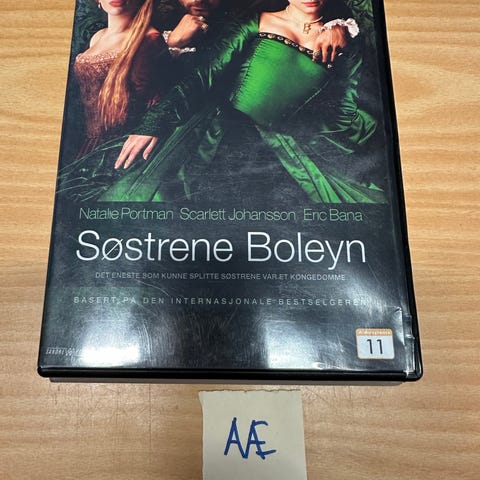 Natalie Portman Scarlett Johansson Eric Bana
Søstrene Boleyn
DET ENESTE SOM KUNNE SPLITTE SØSTRENE VAR ET KONGEDØMME
BASERT PÅ DEN INTERNASJONALE BESTSELGEREN
11
AÆ